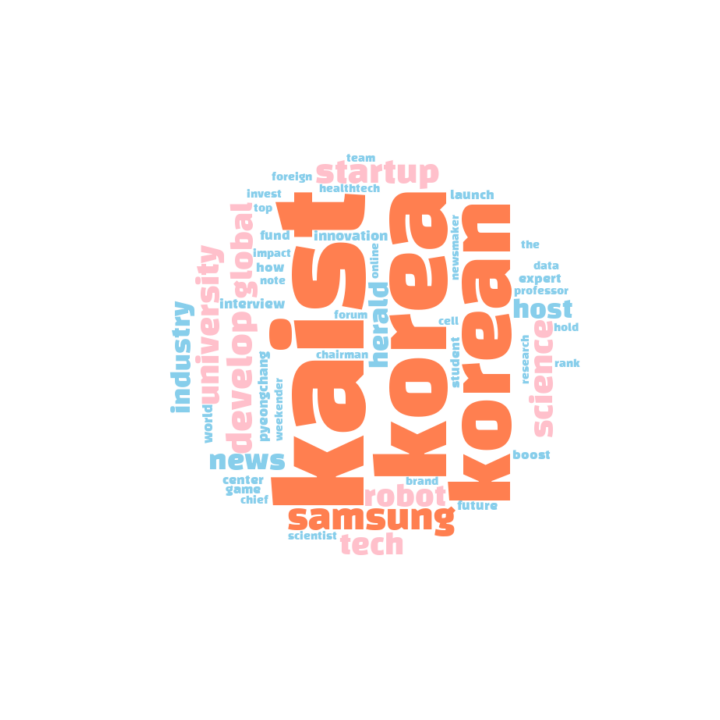 team
startup
foreign
healthtech
invest
launch
top
global
kaist
korea
korean
fund
innovation
newsmaker
the
online
impact
how
data
note
expert
university
professor
interview
herald
host
industry
develop
forum
cell
science
hold
chairman
student
research
rank
pyeongchang
weekender
world
news
boost
center
brand
game
robot
chief
future
samsung
scientist
tech